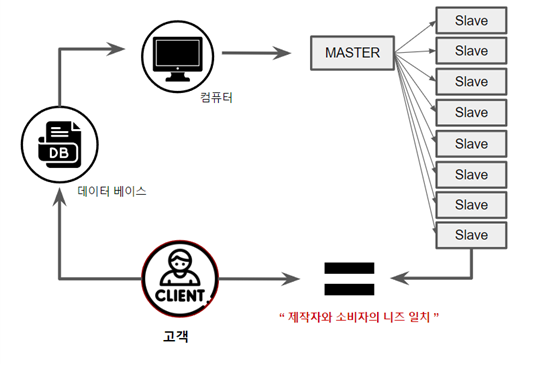 컴퓨터
MASTER
Slave
Slave
Slave
Slave
Slave
Slave
Slave
Slave
DB
데이터 베이스
CLIENT
고객
“ 제작자와 소비자의 니즈 일치 ”